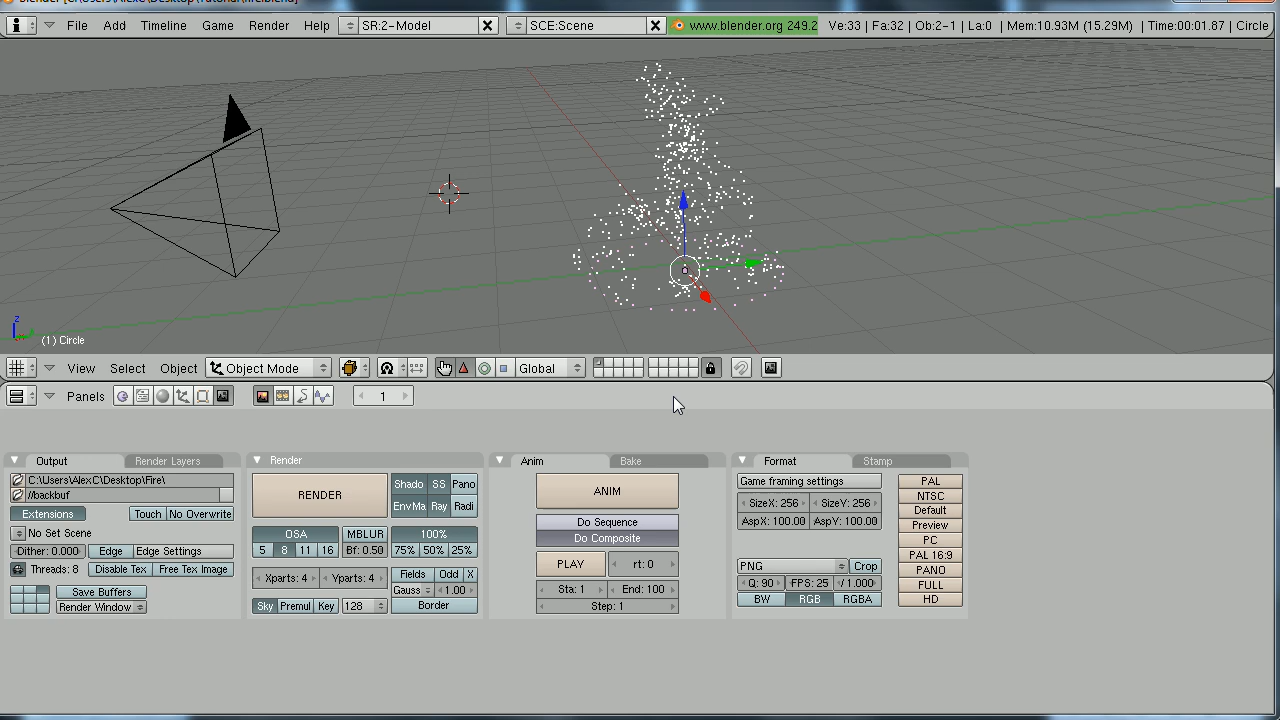 Blender [C:\Users\AlexC\Desktop\Tutorial\fire.blend]
File Add Timeline Game Render Help SR:2-Model SCE:Scene www.blender.org 249.2 Ve:33 | Fa:32 | Ob:2-1 | La:0 | Mem:10.93M (15.29M) | Time:00:01.87 | Circle
z
(1) Circle
View Select Object Object Mode Global
Panels 1
Output Render Layers
C:\Users\AlexC\Desktop\Fire\
//backbuf
Extensions Touch No Overwrite
No Set Scene
Dither: 0.000 Edge Edge Settings
Threads: 8 Disable Tex Free Tex Image
Save Buffers
Render Window
Render
RENDER
Shado SS Pano
EnvMa Ray Radi
OSA MBLUR 100%
5 8 11 16 Bf: 0.50 75% 50% 25%
Xparts: 4 Yparts: 4 Fields Odd X
Gauss 1.00
Sky Premul Key 128 Border
Anim Bake
ANIM
Do Sequence
Do Composite
PLAY rt: 0
Sta: 1 End: 100
Step: 1
Format Stamp
Game framing settings
SizeX: 256 SizeY: 256
AspX: 100.00 AspY: 100.00
PNG Crop
Q: 90 FPS: 25 / 1.000
BW RGB RGBA
PAL
NTSC
Default
Preview
PC
PAL 16:9
PANO
FULL
HD